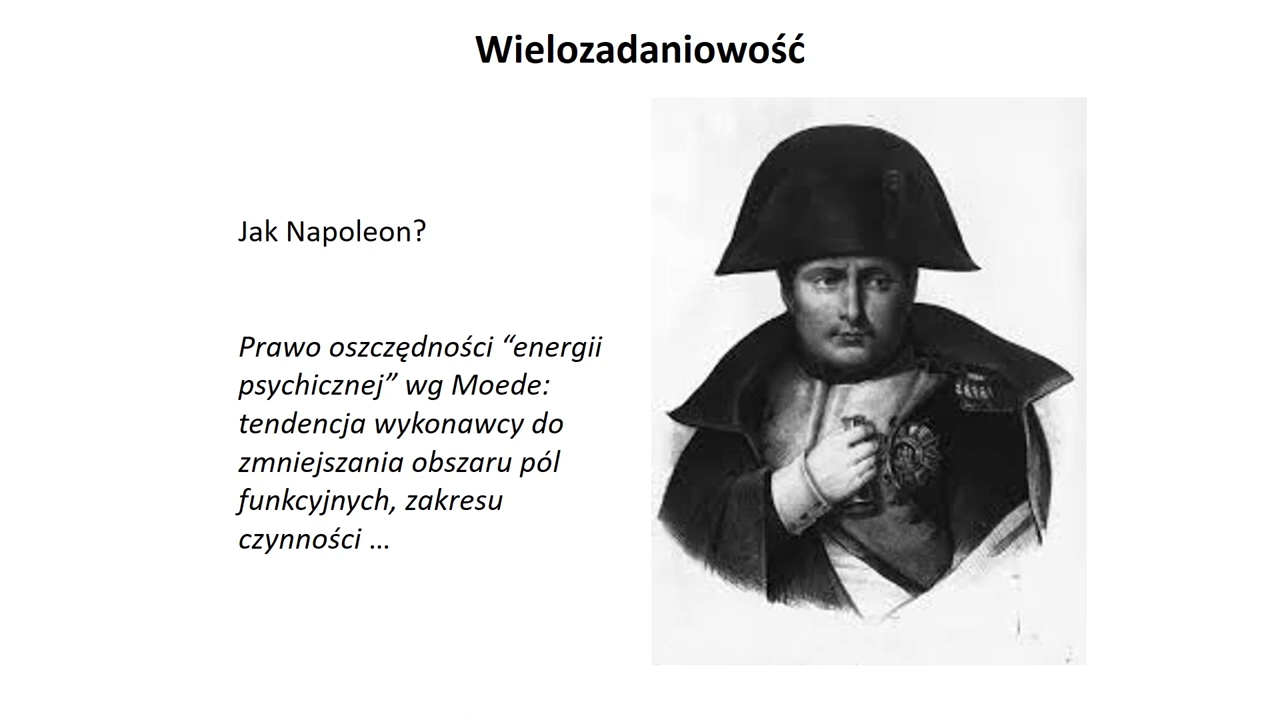 Wielozadaniowość
Jak Napoleon?
Prawo oszczędności “energii
psychicznej” wg Moede:
tendencja wykonawcy do
zmniejszania obszaru pól
funkcyjnych, zakresu
czynności ...